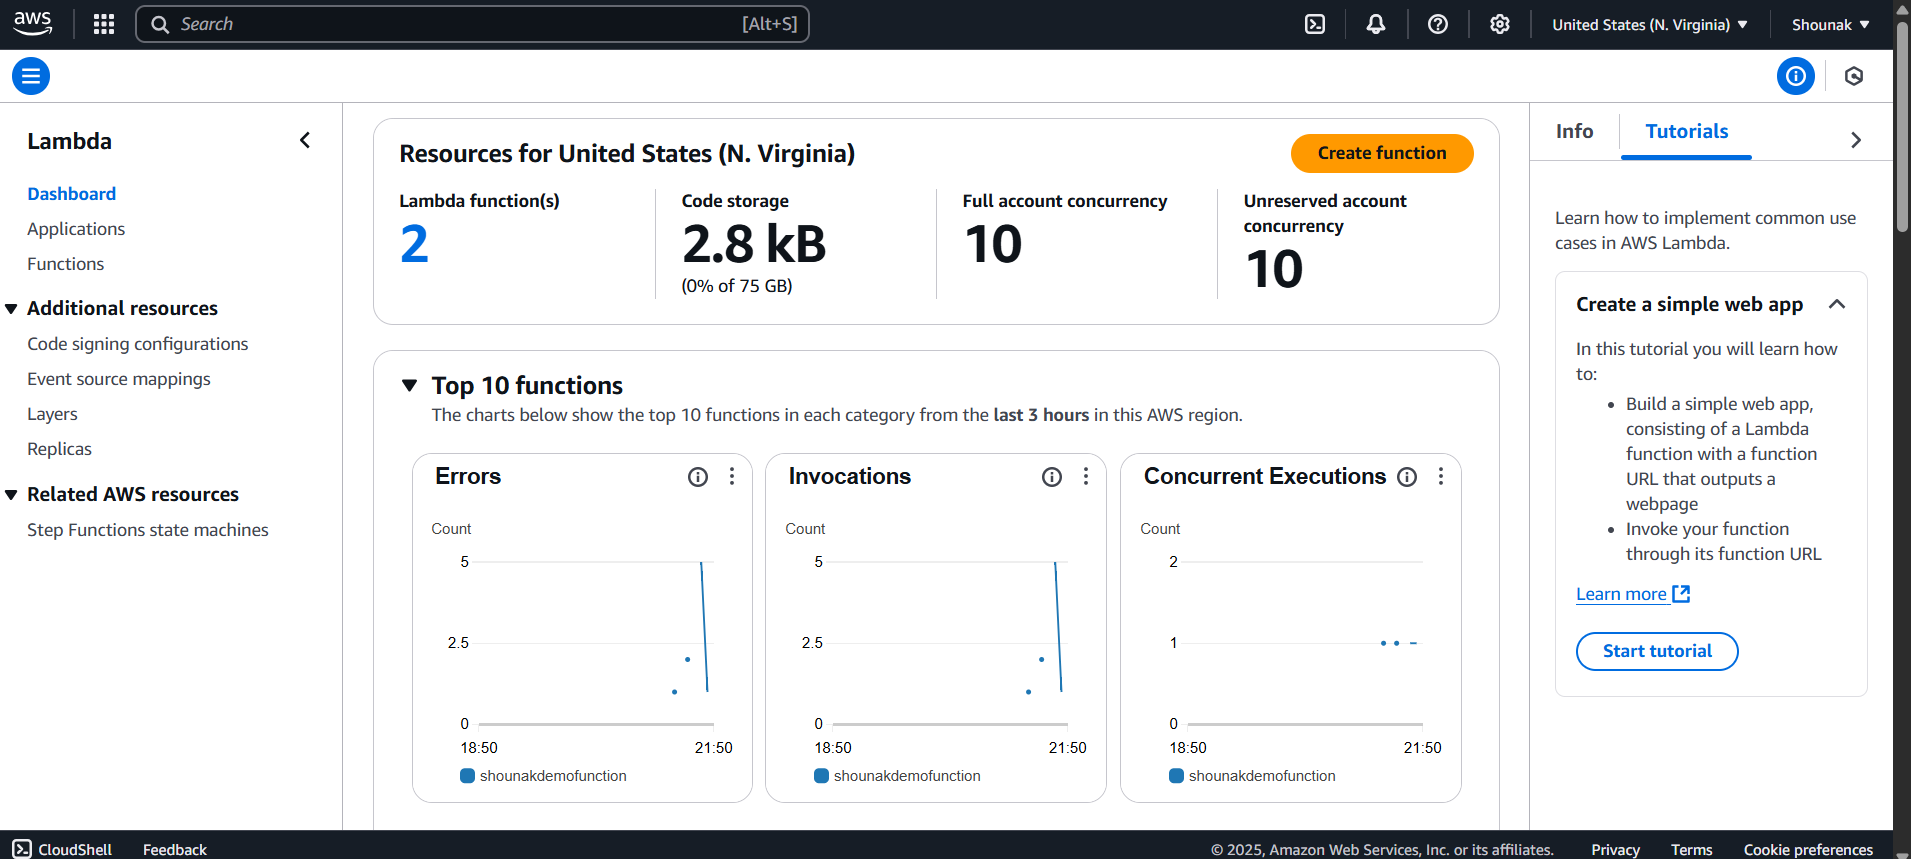 aws
Search [Alt+S]
United States (N. Virginia)
Shounak
Lambda
Dashboard
Applications
Functions
Additional resources
Code signing configurations
Event source mappings
Layers
Replicas
Related AWS resources
Step Functions state machines
Resources for United States (N. Virginia)
Create function
Lambda function(s)
2
Code storage
2.8 kB
(0% of 75 GB)
Full account concurrency
10
Unreserved account
concurrency
10
Top 10 functions
The charts below show the top 10 functions in each category from the last 3 hours in this AWS region.
Errors
Count
5
2.5
0
18:50 21:50
shounakdemofunction
Invocations
Count
5
2.5
0
18:50 21:50
shounakdemofunction
Concurrent Executions
Count
2
1
0
18:50 21:50
shounakdemofunction
Info Tutorials
Learn how to implement common use
cases in AWS Lambda.
Create a simple web app
In this tutorial you will learn how
to:
• Build a simple web app,
consisting of a Lambda
function with a function
URL that outputs a
webpage
• Invoke your function
through its function URL
Learn more
Start tutorial
CloudShell Feedback
© 2025, Amazon Web Services, Inc. or its affiliates. Privacy Terms Cookie preferences